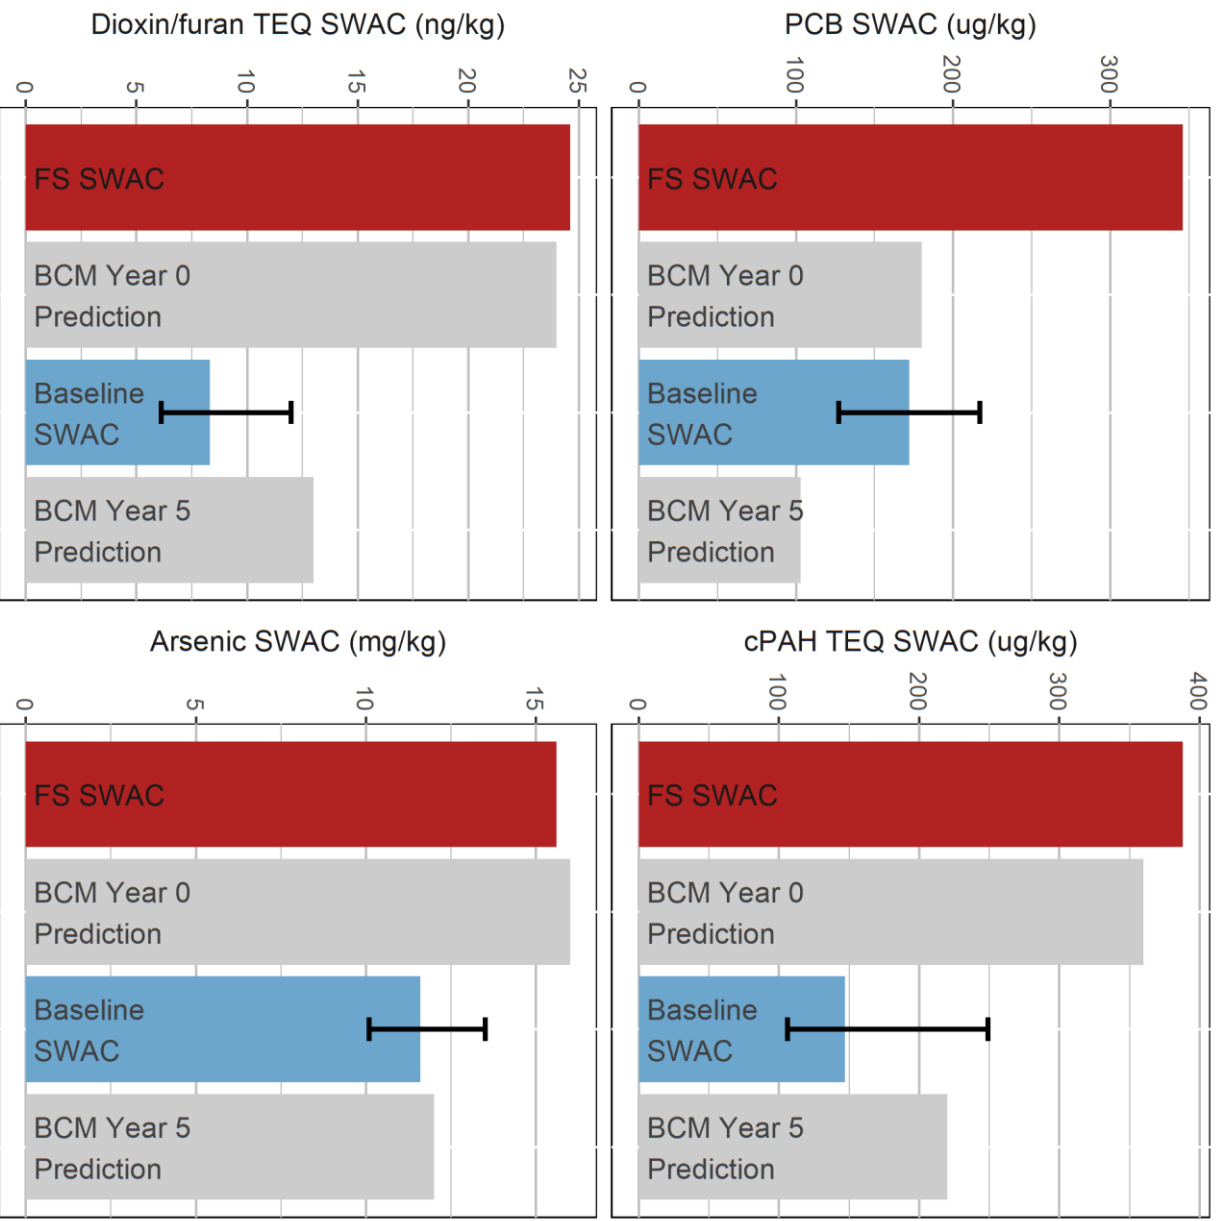 Dioxin/furan TEQ SWAC (ng/kg)
0 5 10 15 20 25
FS SWAC
BCM Year 0
Prediction
Baseline
SWAC
BCM Year 5
Prediction
PCB SWAC (ug/kg)
0 100 200 300
FS SWAC
BCM Year 0
Prediction
Baseline
SWAC
BCM Year 5
Prediction
Arsenic SWAC (mg/kg)
0 5 10 15
FS SWAC
BCM Year 0
Prediction
Baseline
SWAC
BCM Year 5
Prediction
cPAH TEQ SWAC (ug/kg)
0 100 200 300 400
FS SWAC
BCM Year 0
Prediction
Baseline
SWAC
BCM Year 5
Prediction